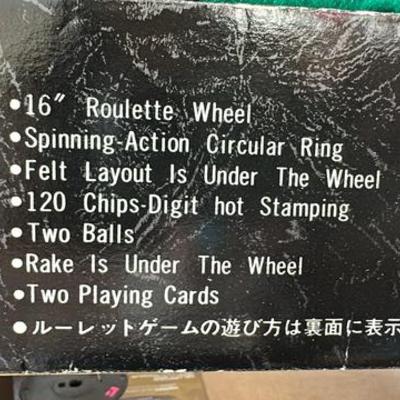 •16″ Roulette Wheel
•Spinning-Action Circular Ring
•Felt Layout Is Under The Wheel
•120 Chips-Digit hot Stamping
•Two Balls
•Rake Is Under The Wheel
•Two Playing Cards
•ルーレットゲームの遊び方は裏面に表示